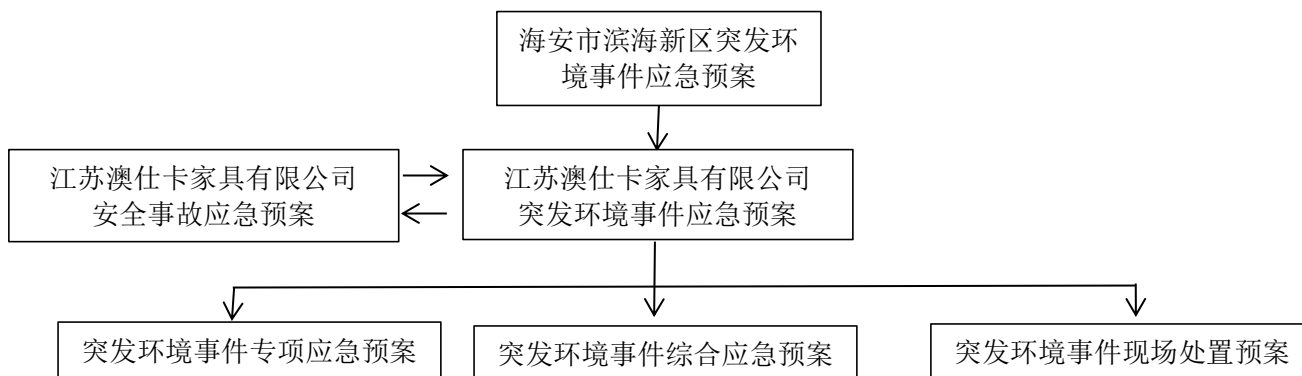 海安市滨海新区突发环
境事件应急预案
江苏澳仕卡家具有限公司
安全事故应急预案
江苏澳仕卡家具有限公司
突发环境事件应急预案
突发环境事件专项应急预案
突发环境事件综合应急预案
突发环境事件现场处置预案